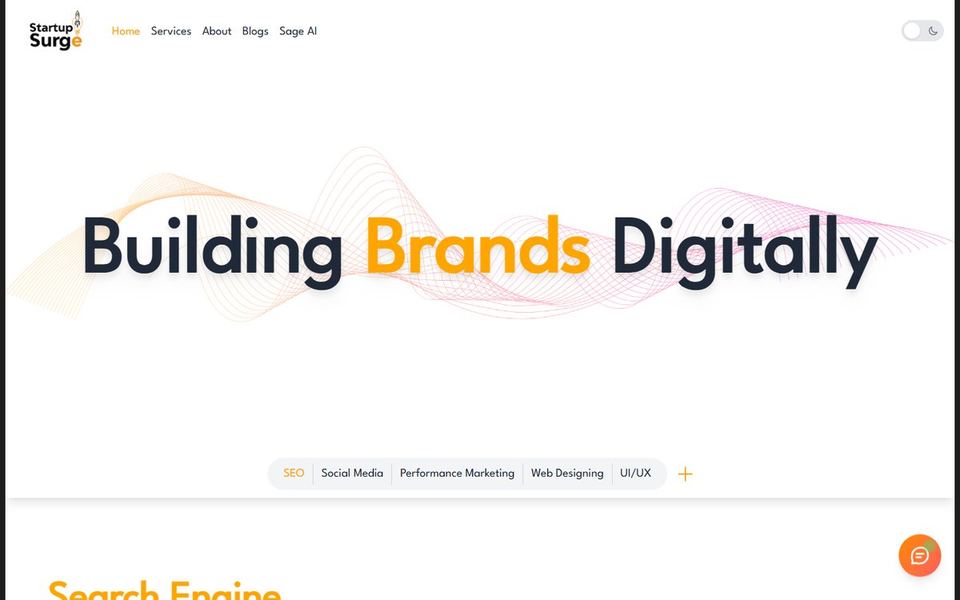 Startup
Surge
Home Services About Blogs Sage AI
Building Brands Digitally
SEO Social Media Performance Marketing Web Designing UI/UX
Search Engine